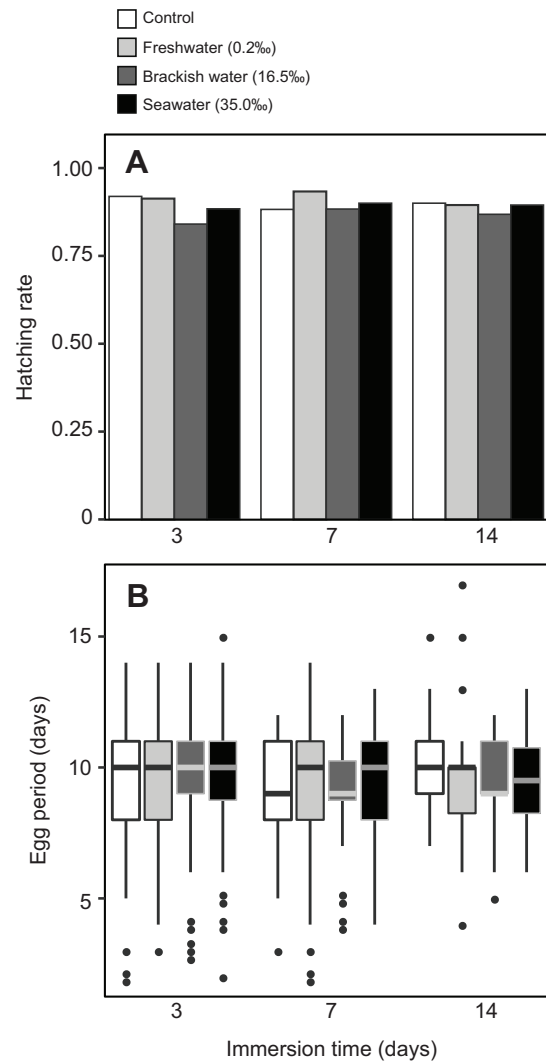 Control
Freshwater (0.2‰)
Brackish water (16.5‰)
Seawater (35.0‰)
A
1.00
0.75
0.50
0.25
0
Hatching rate
3 7 14
B
15
10
5
Egg period (days)
3 7 14
Immersion time (days)